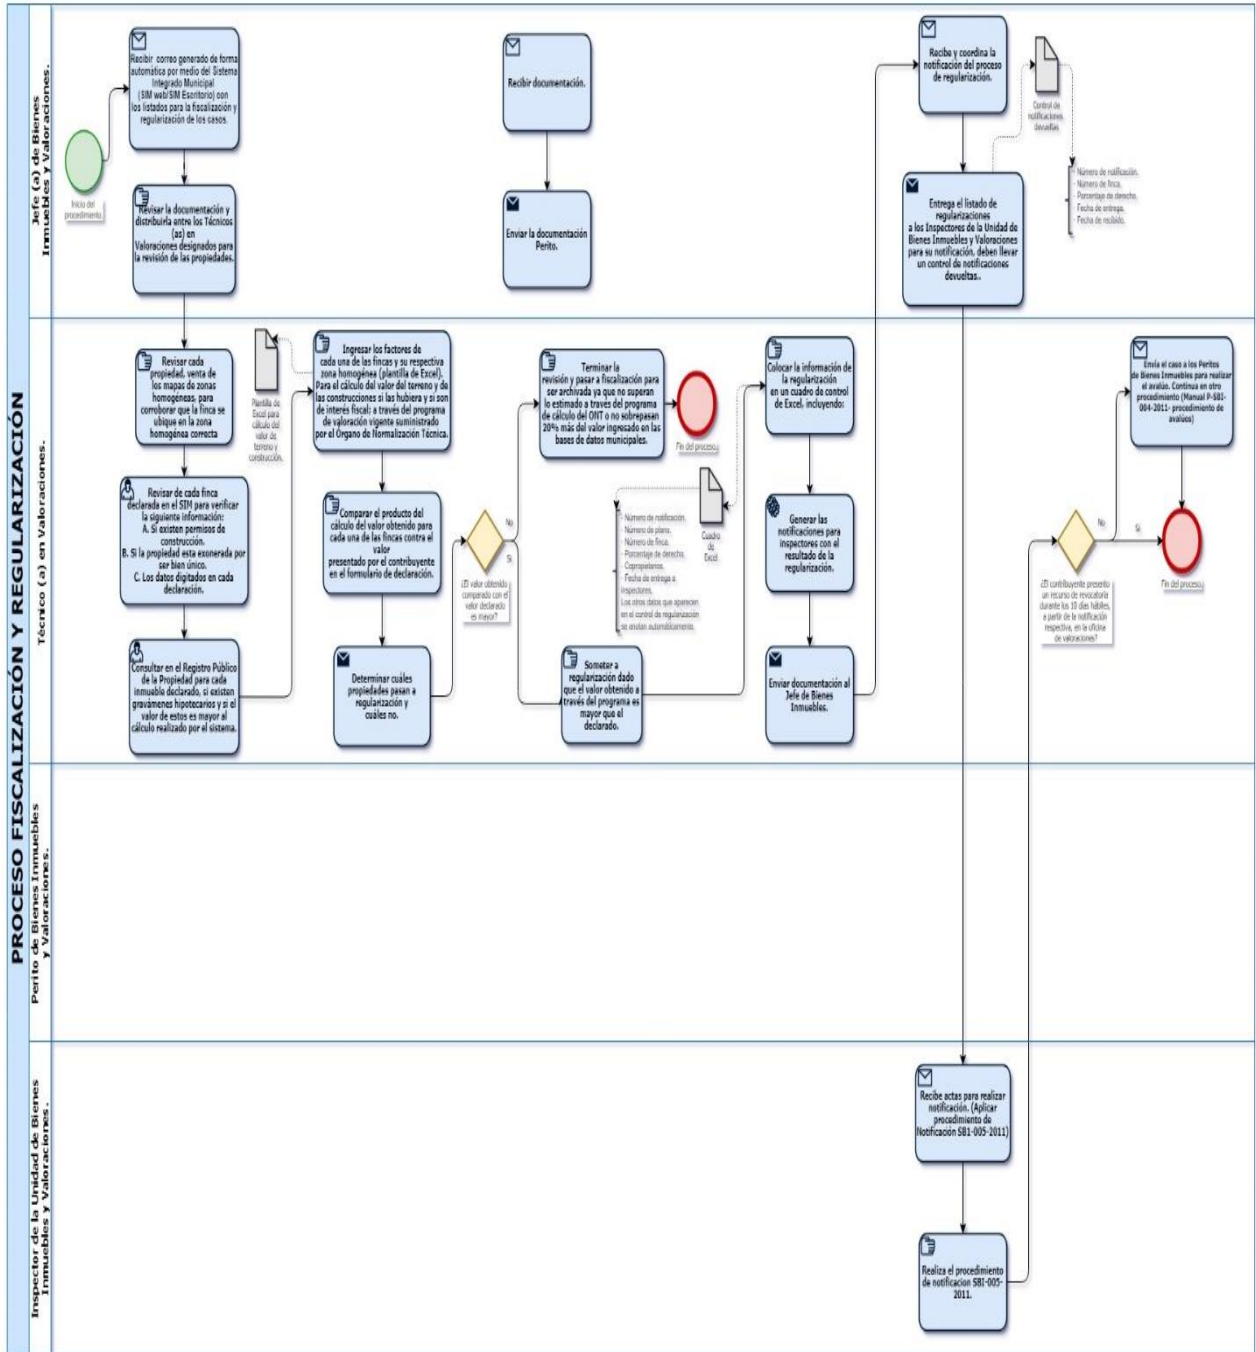 PROCESO FISCALIZACIÓN Y REGULARIZACIÓN
Jefe (a) de Bienes
Inmuebles y Valoraciones.
Inicio del
procedimiento.
Recibir correo generado de forma
automática por medio del Sistema
Integrado Municipal
(SIM web/SIM Escritorio) con
los listados para la fiscalización y
regularización de los casos.
Revisar la documentación y
distribuirla entre los Técnicos
(as) en
Valoraciones designados para
la revisión de las propiedades.
Recibir documentación.
Enviar la documentación
Perito.
Recibe y coordina la
notificación del proceso
de regularización.
Control de
notificaciones
devueltas
- Número de notificación.
- Número de finca.
- Porcentaje de derecho.
- Fecha de entrega.
- Fecha de recibido.
Entrega el listado de
regularizaciones
a los Inspectores de la Unidad de
Bienes Inmuebles y Valoraciones
para su notificación, deben llevar
un control de notificaciones
devueltas..
Técnico (a) en Valoraciones.
Revisar cada
propiedad, venta de
los mapas de zonas
homogéneas, para
corroborar que la finca se
ubique en la zona
homogénea correcta
Revisar de cada finca
declarada en el SIM para verificar
la siguiente información:
A. Si existen permisos de
construcción.
B. Si la propiedad esta exonerada por
ser bien único.
C. Los datos digitados en cada
declaración.
Consultar en el Registro Público
de la Propiedad para cada
inmueble declarado, si existen
gravámenes hipotecarios y si el
valor de estos es mayor al
cálculo realizado por el sistema.
Plantilla de
Excel para
cálculo del
valor de
terreno y
construcción.
Ingresar los factores de
cada una de las fincas y su respectiva
zona homogénea (plantilla de Excel).
Para el cálculo del valor del terreno y de
las construcciones si las hubiera y si son
de interés fiscal; a través del programa
de valoración vigente suministrado
por el Órgano de Normalización Técnica.
Comparar el producto del
cálculo del valor obtenido para
cada una de las fincas contra el
valor
presentado por el contribuyente
en el formulario de declaración.
Determinar cuáles
propiedades pasan a
regularización y
cuáles no.
¿El valor obtenido
comparado con el
valor declarado
es mayor?
No
Si
Terminar la
revisión y pasar a fiscalización para
ser archivada ya que no superan
lo estimado a través del programa
de cálculo del ONT o no sobrepasan
20% más del valor ingresado en las
bases de datos municipales.
Fin del proceso.
- Número de notificación.
- Número de plano.
- Número de finca.
- Porcentaje de derecho.
- Copropietarios.
- Fecha de entrega a
inspectores.
Los otros datos que aparecen
en el control de regularización
se anotan automáticamente.
Cuadro
de
Excel
Someter a
regularización dado
que el valor obtenido a
través del programa es
mayor que el
declarado.
Colocar la información de
la regularización
en un cuadro de control
de Excel, incluyendo:
Generar las
notificaciones para
inspectores con el
resultado de la
regularización.
Enviar documentación al
Jefe de Bienes
Inmuebles.
¿El contribuyente presento
un recurso de revocatoria
durante los 10 días hábiles,
a partir de la notificación
respectiva, en la oficina
de valoraciones?
No
Si
Envía el caso a los Peritos
de Bienes Inmuebles para realizar
el avalúo. Continua en otro
procedimiento (Manual P-SBI-
004-2011- procedimiento de
avalúos)
Fin del proceso.
Perito de Bienes Inmuebles
y Valoraciones.
Inspector de la Unidad de Bienes
Inmuebles y Valoraciones.
Recibe actas para realizar
notificación. (Aplicar
procedimiento de
Notificación SB1-005-2011)
Realiza el procedimiento
de notificacion SBI-005-
2011.